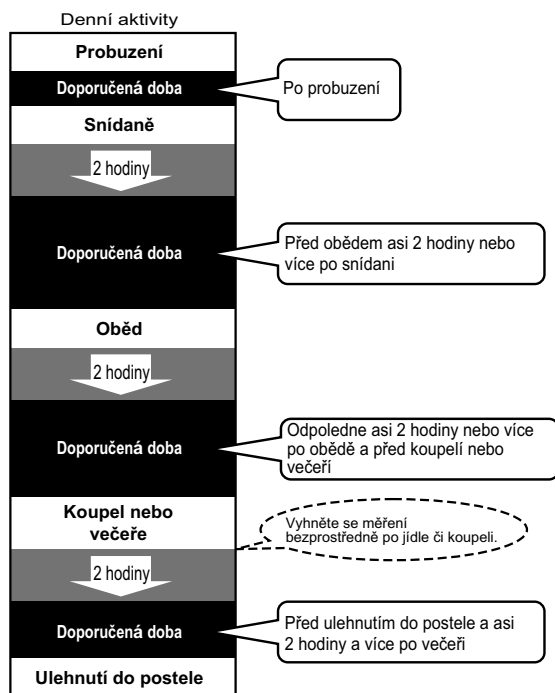 Denní aktivity
Probuzení
Doporučená doba
Po probuzení
Snídaně
2 hodiny
Doporučená doba
Před obědem asi 2 hodiny nebo
více po snídani
Oběd
2 hodiny
Doporučená doba
Odpoledne asi 2 hodiny nebo více
po obědě a před koupelí nebo
večeří
Koupel nebo
večeře
Vyhněte se měření
bezprostředně po jídle či koupeli.
2 hodiny
Doporučená doba
Před ulehnutím do postele a asi
2 hodiny a více po večeři
Ulehnutí do postele